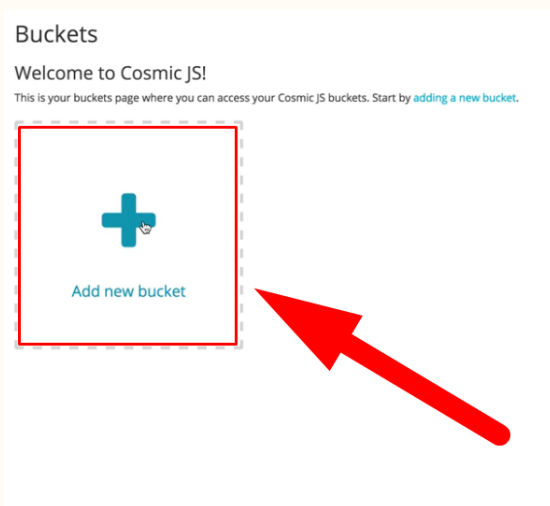 Buckets
Welcome to Cosmic JS!
This is your buckets page where you can access your Cosmic JS buckets. Start by adding a new bucket.
Add new bucket